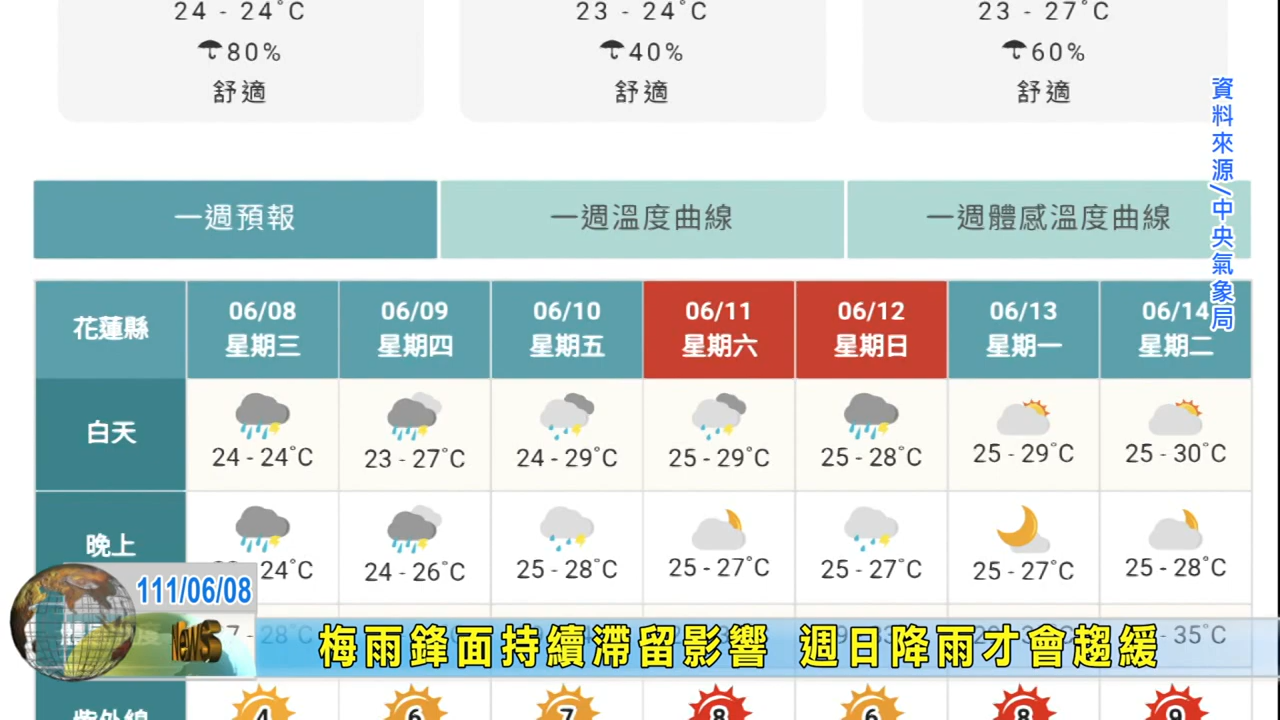 24 - 24°C
23 - 24°C
23 - 27°C
80%
40%
60%
舒適
舒適
舒適
資料來源/中央氣象局
一週預報
一週溫度曲線
一週體感溫度曲線
花蓮縣
06/08
星期三
06/09
星期四
06/10
星期五
06/11
星期六
06/12
星期日
06/13
星期一
06/14
星期二
白天
24 - 24°C
23 - 27°C
24 - 29°C
25 - 29°C
25 - 28°C
25 - 29°C
25 - 30°C
晚上
24°C
24 - 26°C
25 - 28°C
25 - 27°C
25 - 27°C
25 - 27°C
25 - 28°C
111/06/08
NewS
梅雨鋒面持續滯留影響 週日降雨才會趨緩
- 28°C
- 35°C
紫外線
4
6
7
8
6
8
9